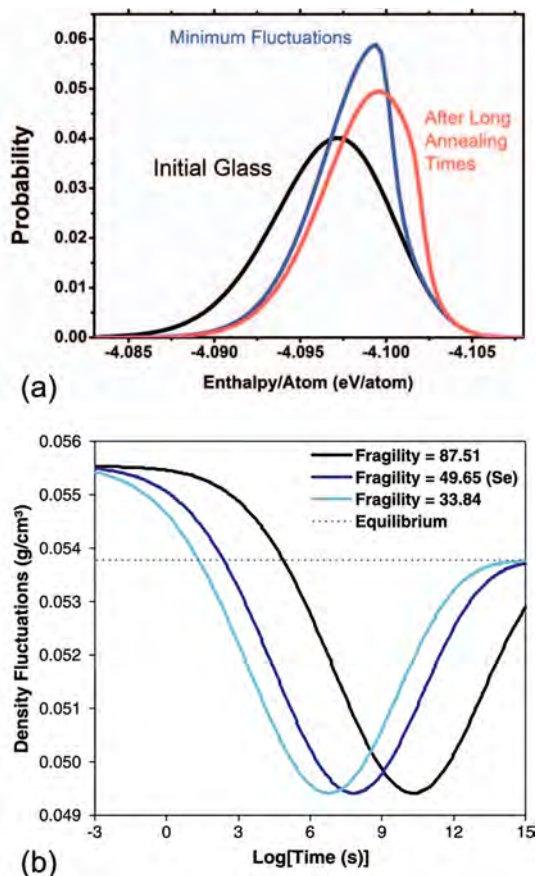 0.06
0.05
0.04
0.03
0.02
0.01
0.00
Probability
Minimum Fluctuations
After Long
Annealing
Times
Initial Glass
-4.085 -4.090 -4.095 -4.100 -4.105
Enthalpy/Atom (eV/atom)
(a)
0.056
0.055
0.054
0.053
0.052
0.051
0.050
0.049
Density Fluctuations (g/cm³)
Fragility = 87.51
Fragility = 49.65 (Se)
Fragility = 33.84
Equilibrium
-3 0 3 6 9 12 15
Log[Time (s)]
(b)